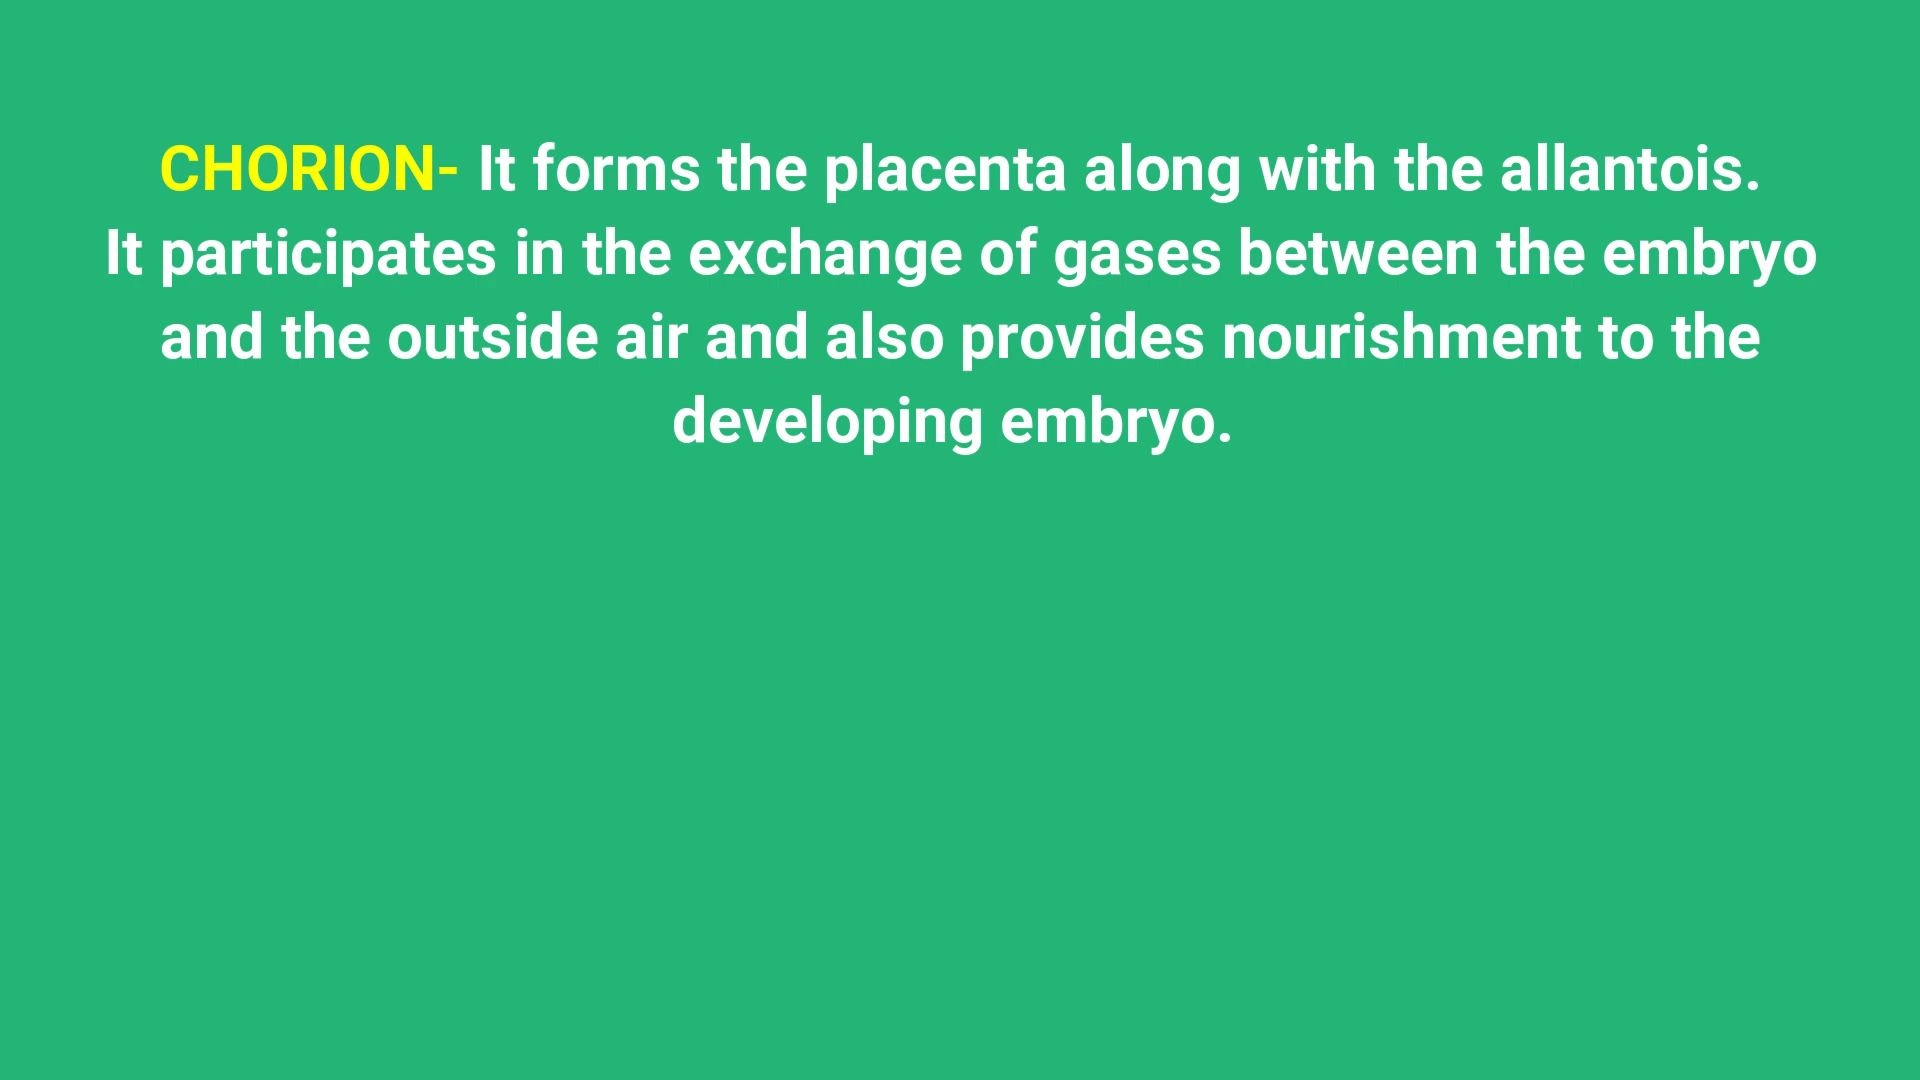 CHORION- It forms the placenta along with the allantois.
It participates in the exchange of gases between the embryo
and the outside air and also provides nourishment to the
developing embryo.